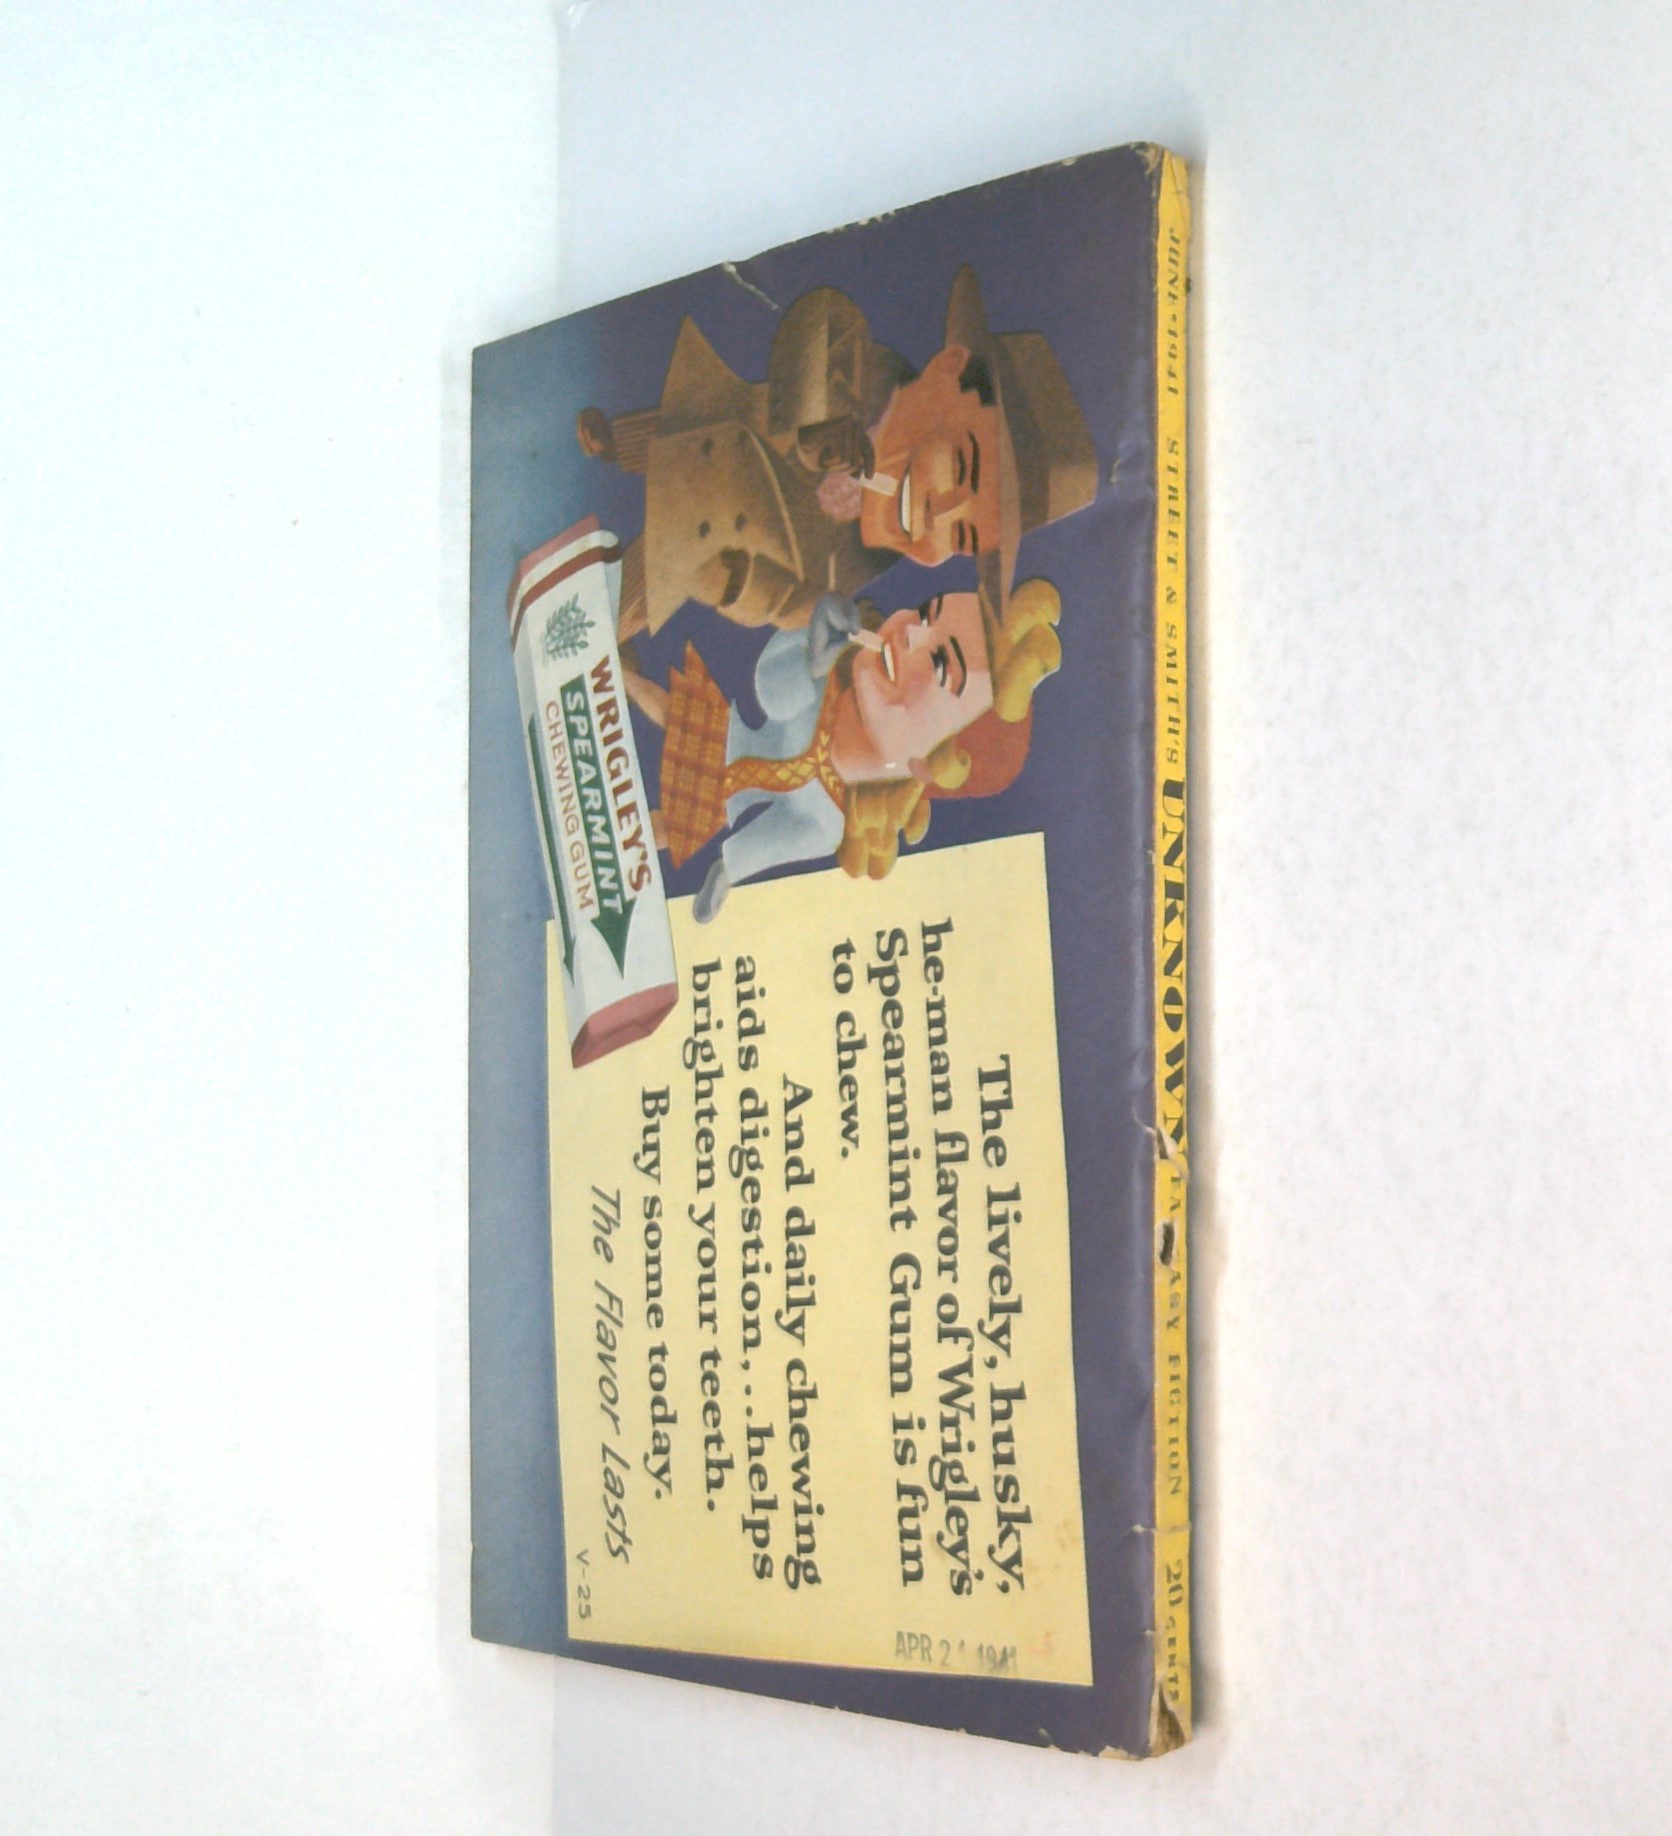 JUNE • 1941 STREET & SMITH'S UNKNOWN FICTION 20 CENTS
The lively, husky,
he-man flavor of Wrigley's
Spearmint Gum is fun
to chew.
And daily chewing
aids digestion,...helps
brighten your teeth.
Buy some today.
The Flavor Lasts
V-25
WRIGLEY'S
SPEARMINT
CHEWING GUM
APR 2 1941